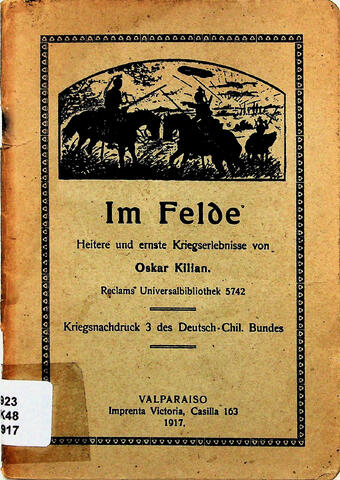 Im Felde
Heitere und ernste Kriegserlebnisse von
Oskar Kilian.
Reclams' Universalbibliothek 5742
Kriegsnachdruck 3 des Deutsch-Chil. Bundes
VALPARAISO
Imprenta Victoria, Casilla 163
1917.
923
K48
917